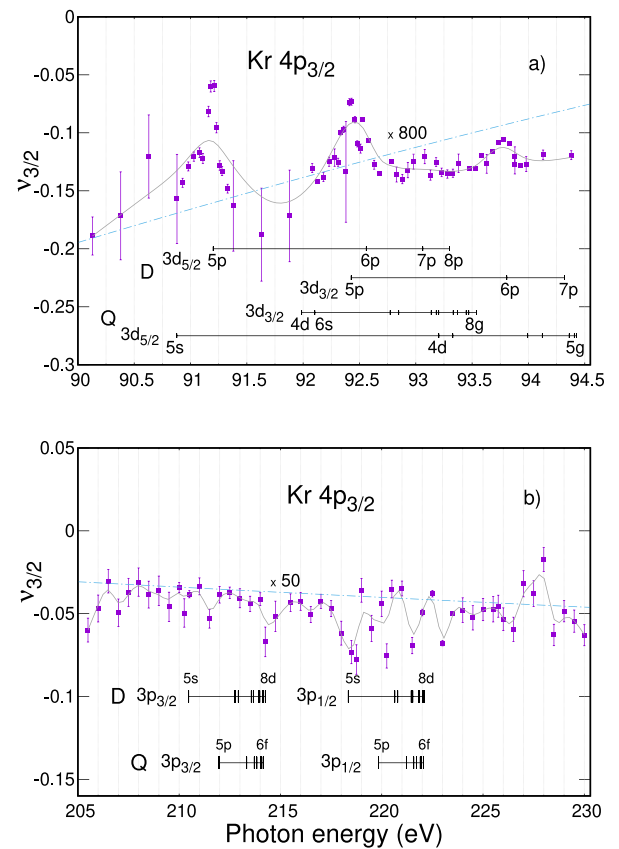 0
Kr 4p3/2
a)
-0.05
-0.1
× 800
ν3/2
-0.15
-0.2
D 3d5/2 5p 6p 7p 8p
3d3/2 5p 6p 7p
-0.25
Q 3d3/2 4d 6s 8g
3d5/2 5s 4d 5g
-0.3
90 90.5 91 91.5 92 92.5 93 93.5 94 94.5
0.05
Kr 4p3/2
b)
0
× 50
ν3/2
-0.05
5s 8d 5s
D 3p3/2 3p1/2
-0.1
5p 6f 5p 6f
Q 3p3/2 3p1/2
-0.15
205 210 215 220 225 230
Photon energy (eV)